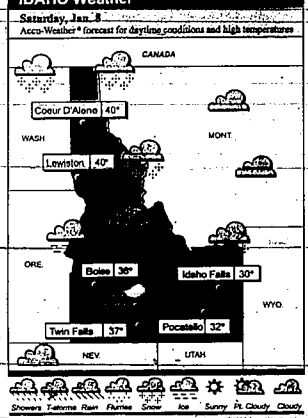 IDAHO Weather
Saturday, Jan. 8
Accu-Weather® forecast for daytime conditions and high temperatures
CANADA
Coeur D'Alene 40°
WASH
MONT.
Lewiston 40°
ORE.
Boise 36°
Idaho Falls 30°
WYO.
Twin Falls 37°
Pocatello 32°
NEV.
UTAH
Showers T-storms Rain Flurries Snow Ice Sunny Pt. Cloudy Cloudy